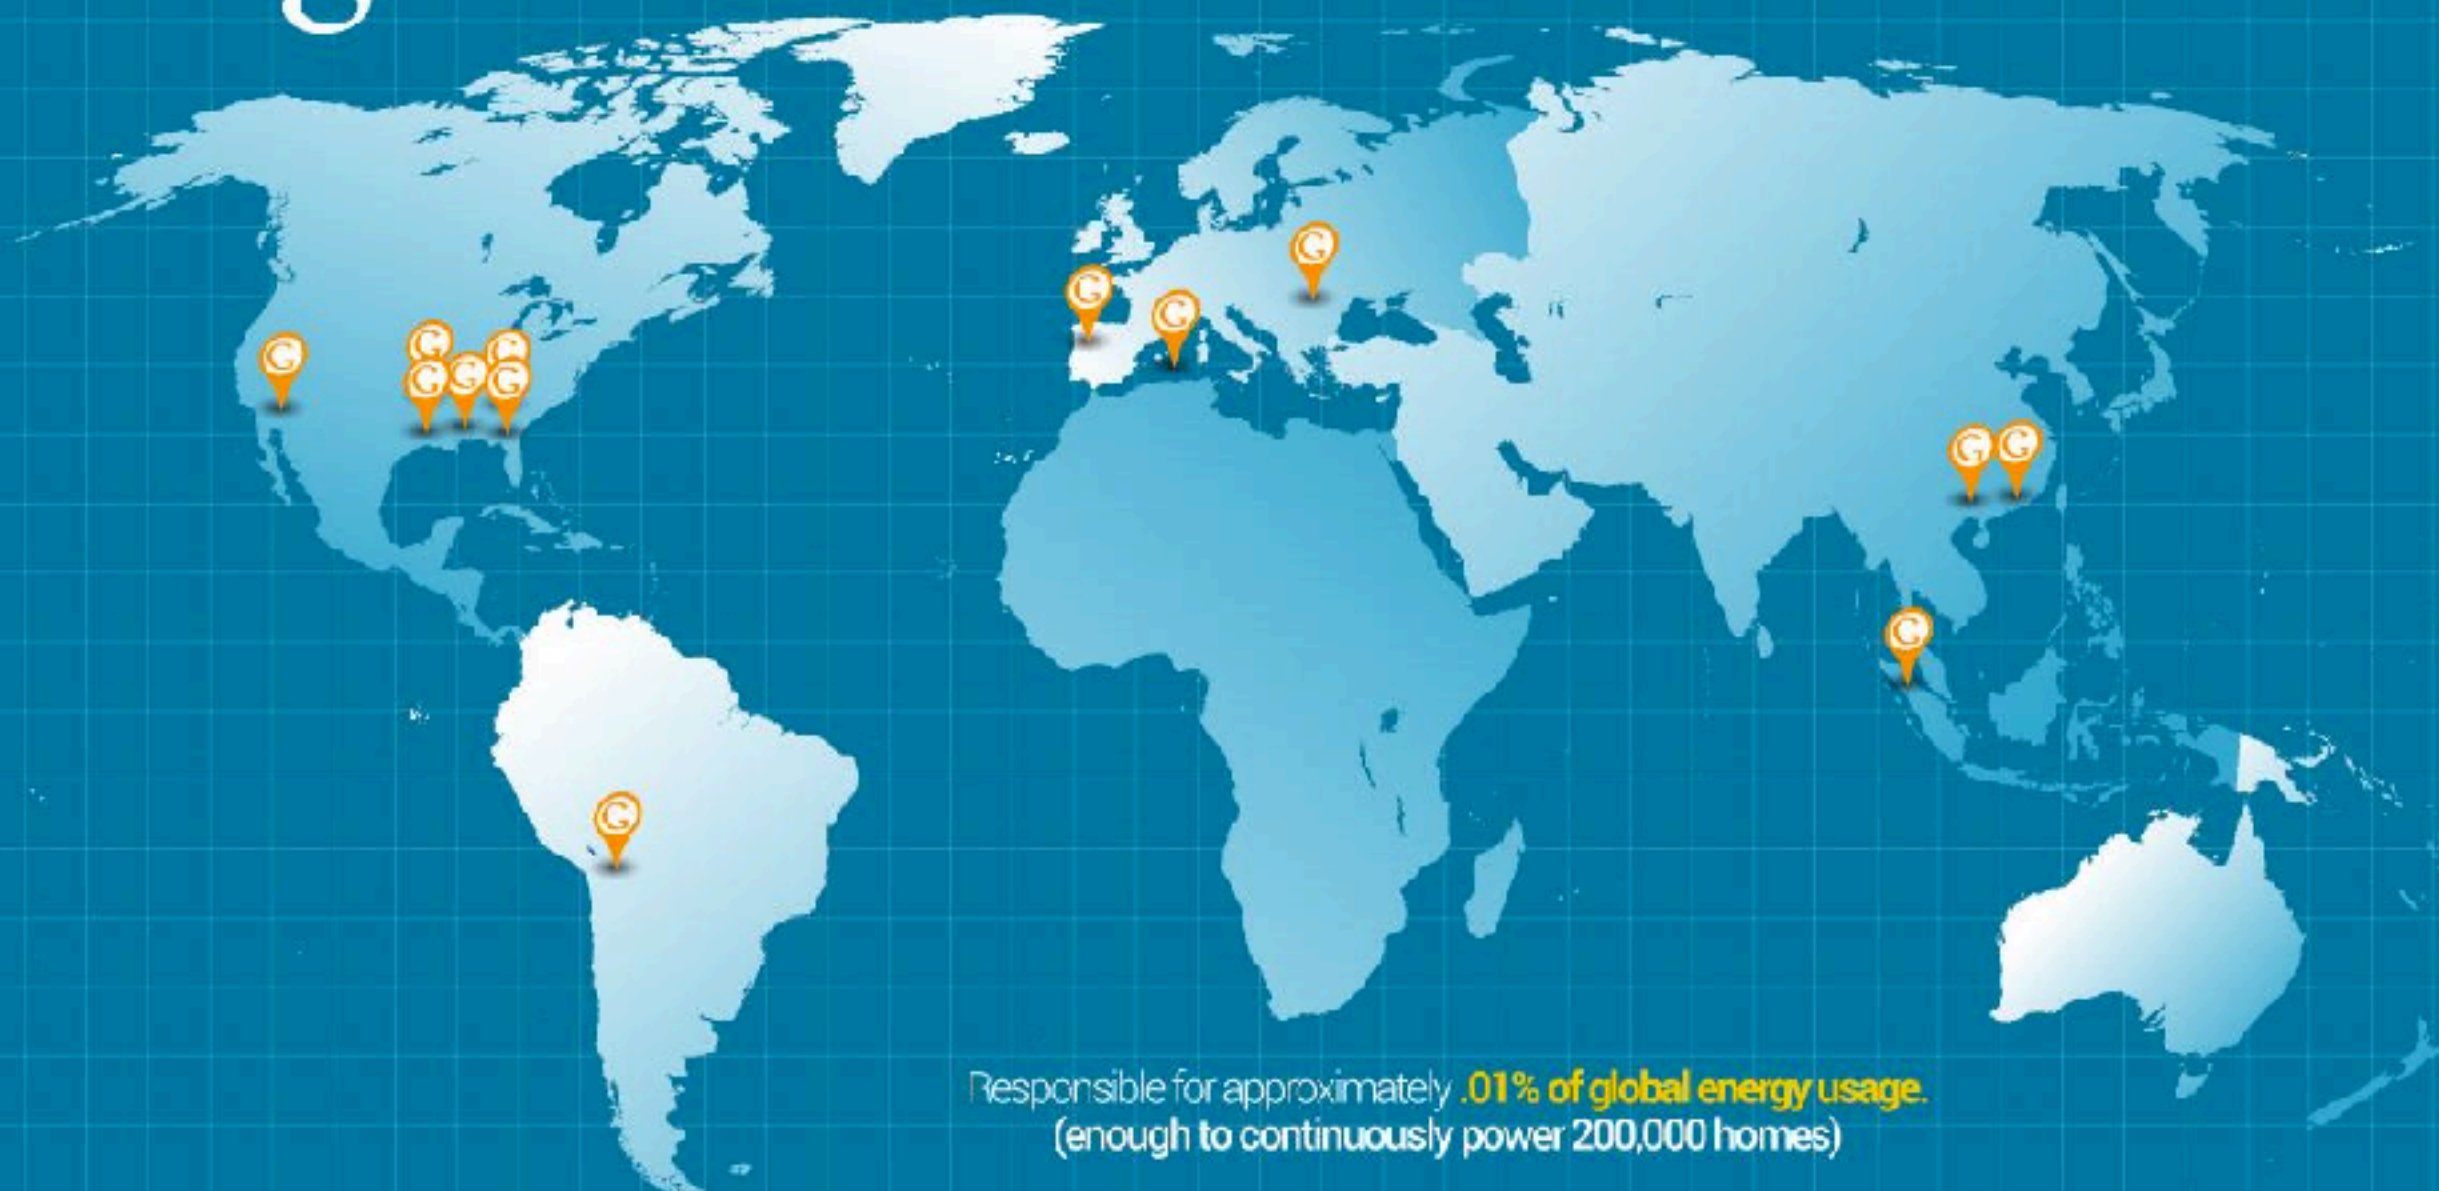 g
G
G G
G G G
G
G
G
G
G G
G
G
Responsible for approximately .01% of global energy usage.
(enough to continuously power 200,000 homes)